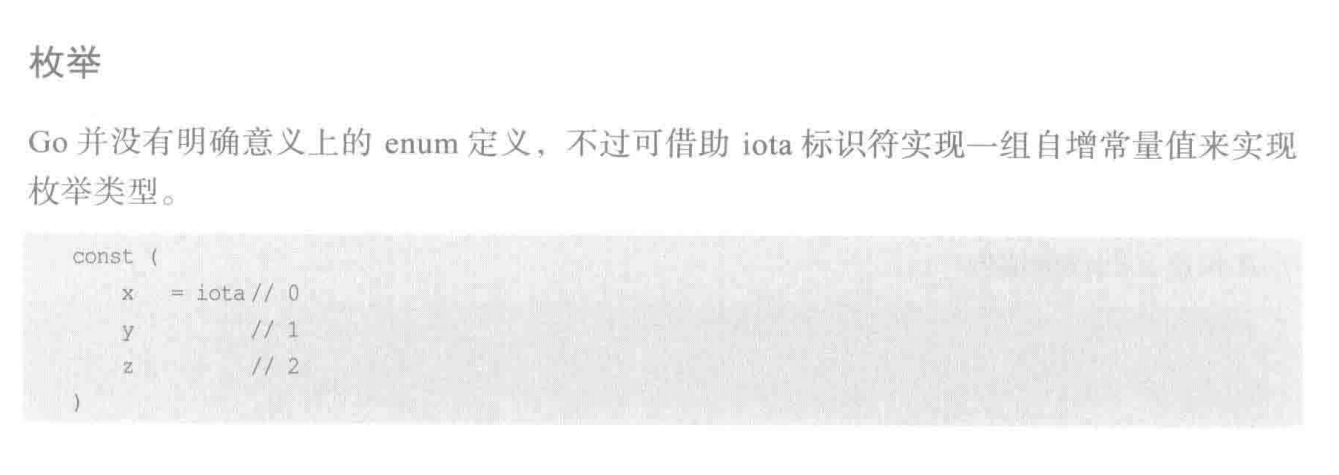 枚举
Go 并没有明确意义上的 enum 定义，不过可借助 iota 标识符实现一组自增常量值来实现
枚举类型。
const (
    x   = iota // 0
    y          // 1
    z          // 2
)